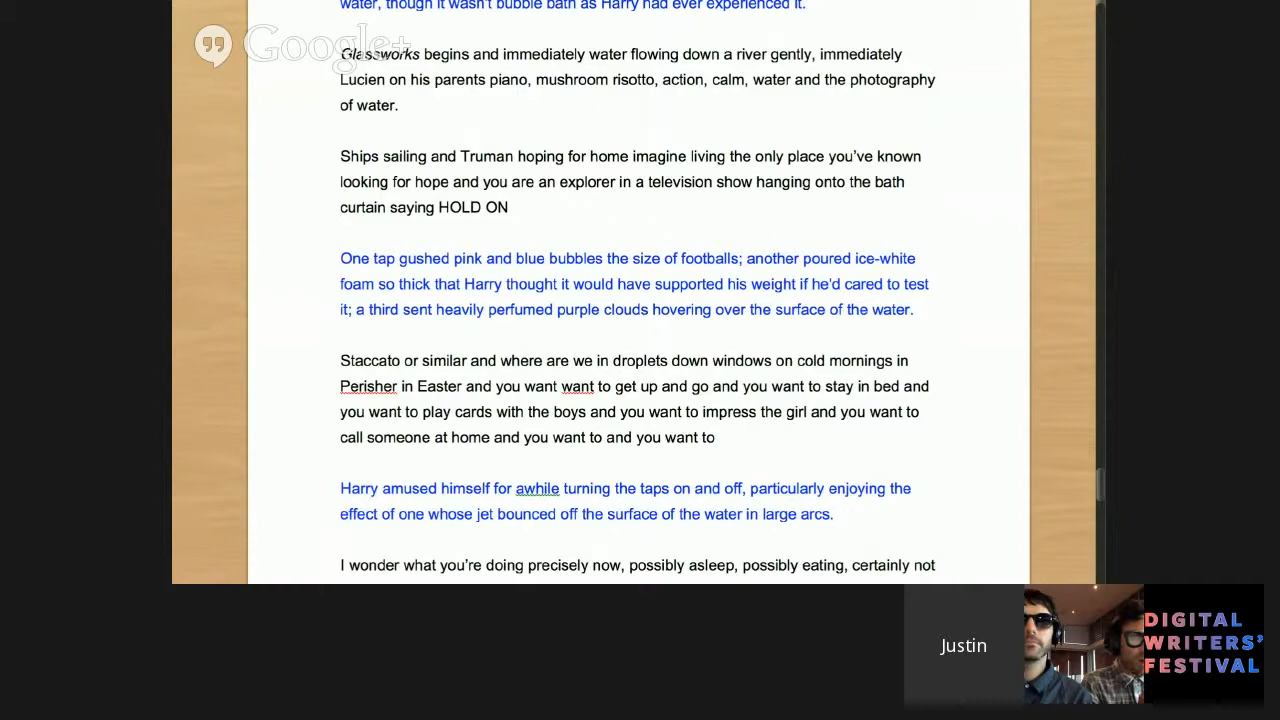 water, though it wasn't bubble bath as Harry had ever experienced it.
Google+
Glassworks begins and immediately water flowing down a river gently, immediately
Lucien on his parents piano, mushroom risotto, action, calm, water and the photography
of water.
Ships sailing and Truman hoping for home imagine living the only place you've known
looking for hope and you are an explorer in a television show hanging onto the bath
curtain saying HOLD ON
One tap gushed pink and blue bubbles the size of footballs; another poured ice-white
foam so thick that Harry thought it would have supported his weight if he'd cared to test
it; a third sent heavily perfumed purple clouds hovering over the surface of the water.
Staccato or similar and where are we in droplets down windows on cold mornings in
Perisher in Easter and you want want to get up and go and you want to stay in bed and
you want to play cards with the boys and you want to impress the girl and you want to
call someone at home and you want to and you want to
Harry amused himself for awhile turning the taps on and off, particularly enjoying the
effect of one whose jet bounced off the surface of the water in large arcs.
I wonder what you're doing precisely now, possibly asleep, possibly eating, certainly not
Justin
DIGITAL
WRITERS'
FESTIVAL